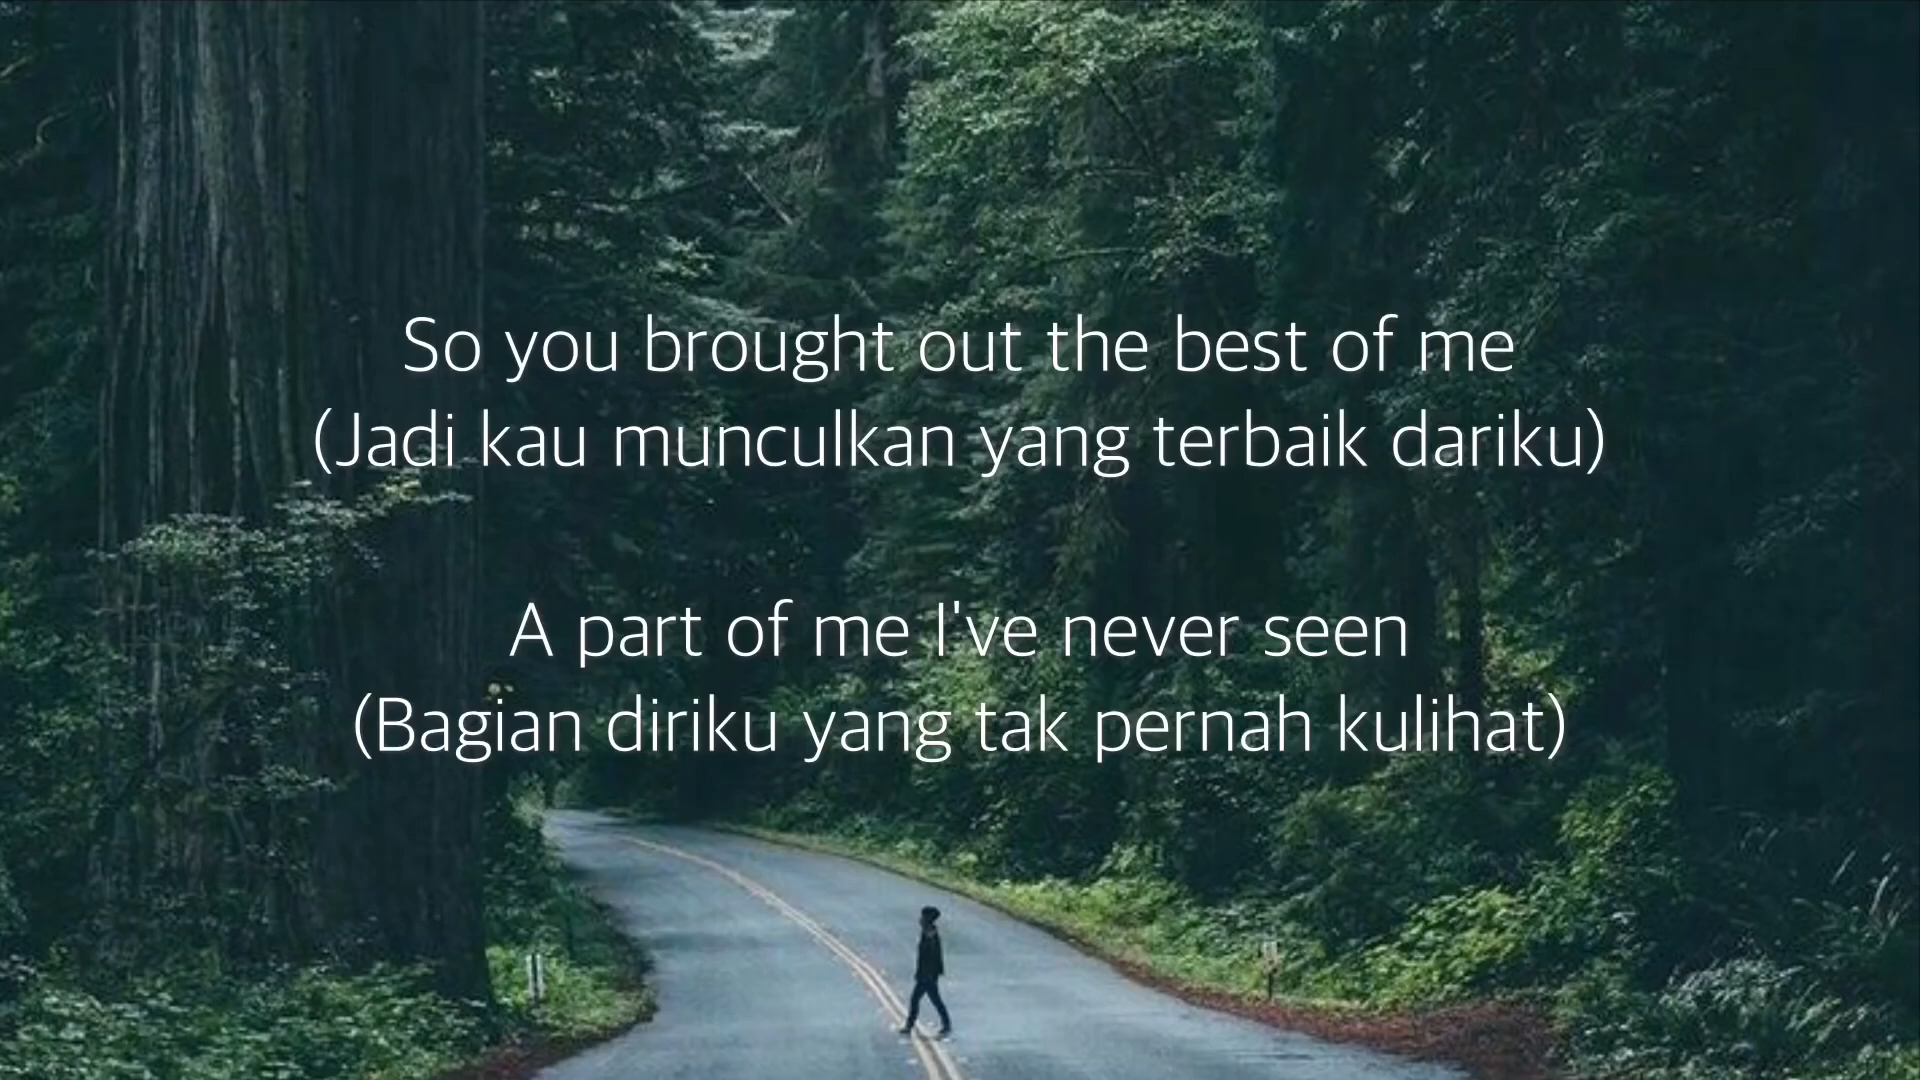 So you brought out the best of me
(Jadi kau munculkan yang terbaik dariku)
A part of me I've never seen
(Bagian diriku yang tak pernah kulihat)